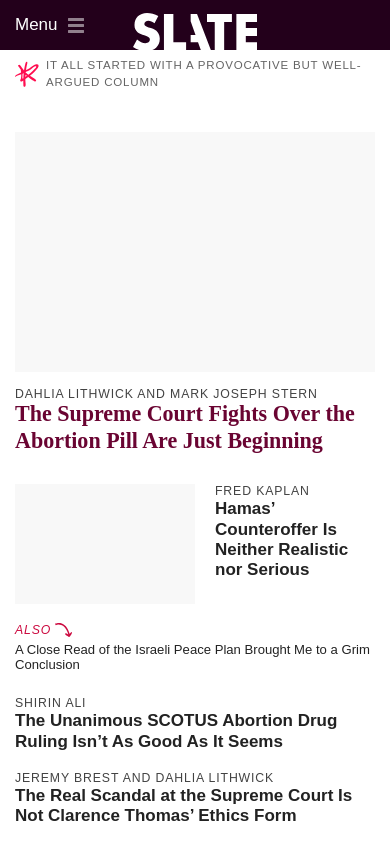 Menu
SLATE
IT ALL STARTED WITH A PROVOCATIVE BUT WELL-
ARGUED COLUMN
DAHLIA LITHWICK AND MARK JOSEPH STERN
The Supreme Court Fights Over the
Abortion Pill Are Just Beginning
FRED KAPLAN
Hamas’
Counteroffer Is
Neither Realistic
nor Serious
ALSO
A Close Read of the Israeli Peace Plan Brought Me to a Grim
Conclusion
SHIRIN ALI
The Unanimous SCOTUS Abortion Drug
Ruling Isn’t As Good As It Seems
JEREMY BREST AND DAHLIA LITHWICK
The Real Scandal at the Supreme Court Is
Not Clarence Thomas’ Ethics Form